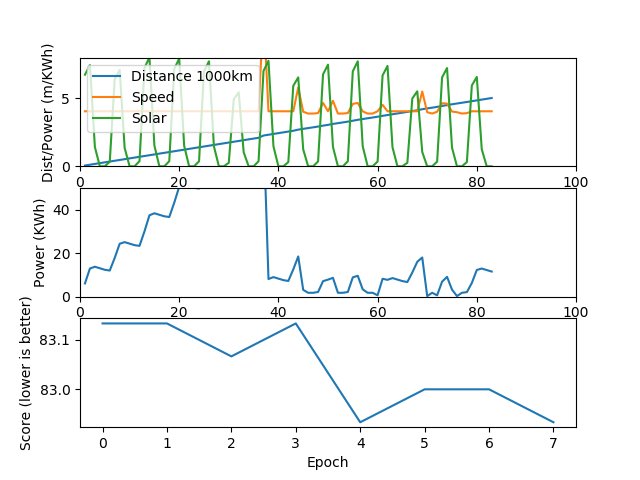 Dist/Power (m/KWh)
5
0
Distance 1000km
Speed
Solar
0 20 40 60 80 100
Power (KWh)
40
20
0
0 20 40 60 80 100
Score (lower is better)
83.1
83.0
0 1 2 3 4 5 6 7
Epoch